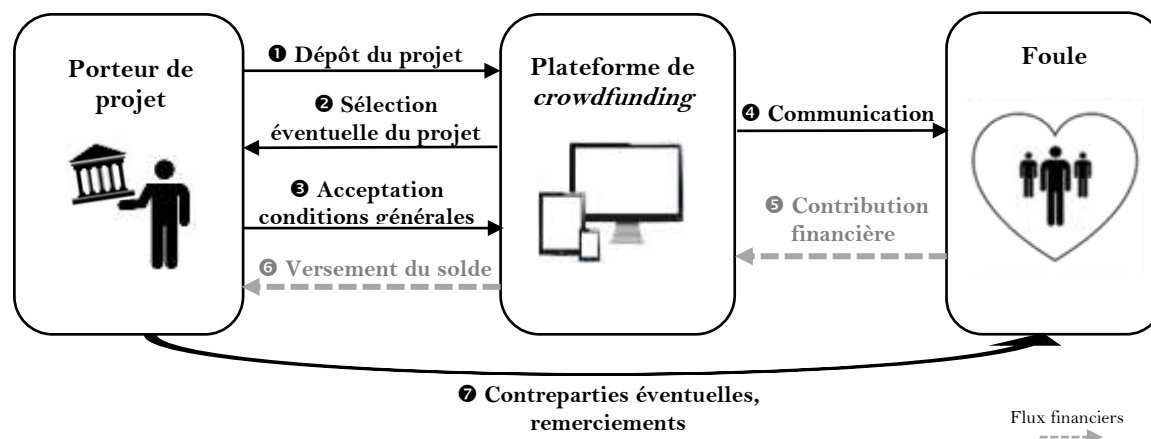 Porteur de
projet
❶ Dépôt du projet
❷ Sélection
éventuelle du projet
❸ Acceptation
conditions générales
❻ Versement du solde
Plateforme de
crowdfunding
❹ Communication
❺ Contribution
financière
Foule
❼ Contreparties éventuelles,
remerciements
Flux financiers